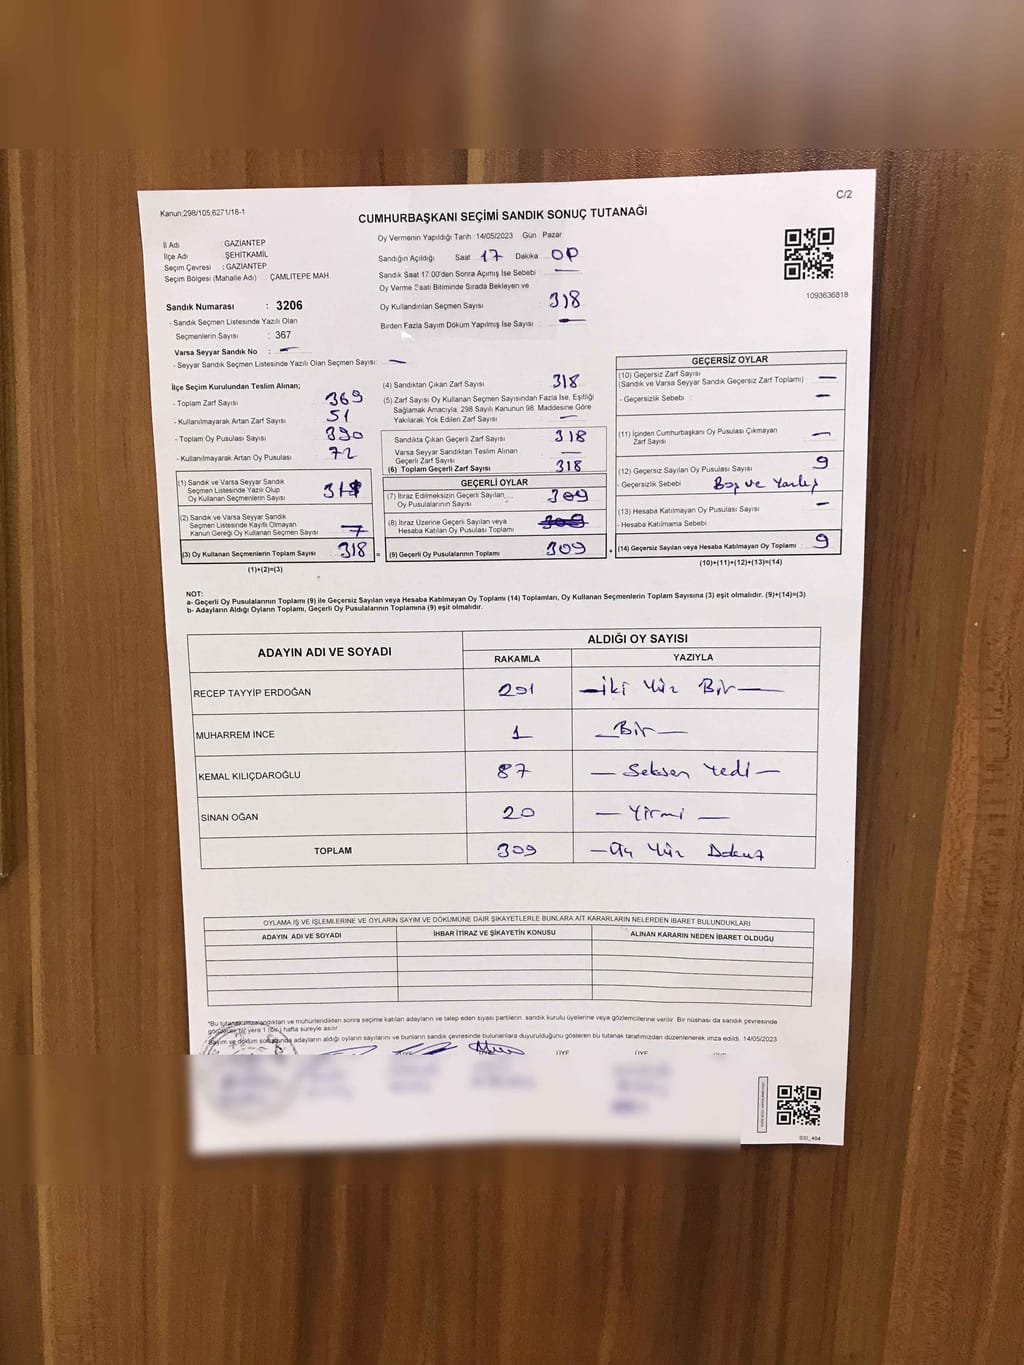 Kanun;298/105;6271/18-1
C/2
CUMHURBAŞKANI SEÇİMİ SANDIK SONUÇ TUTANAĞI
İl Adı : GAZIANTEP
İlçe Adı : ŞEHİTKAMİL
Seçim Çevresi : GAZIANTEP
Seçim Bölgesi (Mahalle Adı) : ÇAMLITEPE MAH.
Oy Vermenin Yapıldığı Tarih :14/05/2023 Gün : Pazar
Sandığın Açıldığı Saat 17 Dakika
Sandık Saat 17:00'den Sonra Açımış İse Sebebi : —
Oy Verme Saati Bitiminde Sırada Bekleyen ve
Oy Kullandırılan Seçmen Sayısı : 318
Birden Fazla Sayım Döküm Yapılmış İse Sayısı : —
1093636818
Sandık Numarası : 3206
- Sandık Seçmen Listesinde Yazılı Olan
Seçmenlerin Sayısı : 367
Varsa Seyyar Sandık No : —
- Seyyar Sandık Seçmen Listesinde Yazılı Olan Seçmen Sayısı: —
İlçe Seçim Kurulundan Teslim Alınan;
- Toplam Zarf Sayısı : 369
- Kullanılmayarak Artan Zarf Sayısı : 51
- Toplam Oy Pusulası Sayısı : 390
- Kullanılmayarak Artan Oy Pusulası : 72
(1) Sandık ve Varsa Seyyar Sandık
Seçmen Listesinde Yazılı Olup
Oy Kullanan Seçmenlerin Sayısı
(2) Sandık ve Varsa Seyyar Sandık
Seçmen Listesinde Kayıtlı Olmayan
Kanun Gereği Oy Kullanan Seçmen Sayısı
(3) Oy Kullanan Seçmenlerin Toplam Sayısı 318 =
(1)+(2)=(3)
(4) Sandıktan Çıkan Zarf Sayısı : 318
(5) Zarf Sayısı Oy Kullanan Seçmen Sayısından Fazla İse, Eşitliği
Sağlamak Amacıyla, 298 Sayılı Kanunun 98. Maddesine Göre
Yakılarak Yok Edilen Zarf Sayısı : —
Sandıkta Çıkan Geçerli Zarf Sayısı : 318
Varsa Seyyar Sandıktan Teslim Alınan
Geçerli Zarf Sayısı : —
(6) Toplam Geçerli Zarf Sayısı : 318
GEÇERLİ OYLAR
(7) İtiraz Edilmeksizin Geçerli Sayılan
Oy Pusulalarının Sayısı : 309
(8) İtiraz Üzerine Geçerli Sayılan veya
Hesaba Katılan Oy Pusulası Toplamı
(9) Geçerli Oy Pusulalarının Toplamı : 309 +
GEÇERSİZ OYLAR
(10) Geçersiz Zarf Sayısı
(Sandık ve Varsa Seyyar Sandık Geçersiz Zarf Toplamı) —
- Geçersizlik Sebebi : —
(11) İçinden Cumhurbaşkanı Oy Pusulası Çıkmayan
Zarf Sayısı : —
(12) Geçersiz Sayılan Oy Pusulası Sayısı : 9
- Geçersizlik Sebebi : Boş ve
(13) Hesaba Katılmayan Oy Pusulası Sayısı : —
- Hesaba Katılmama Sebebi :
(14) Geçersiz Sayılan veya Hesaba Katılmayan Oy Toplamı : 9
(10)+(11)+(12)+(13)=(14)
NOT:
a- Geçerli Oy Pusulalarının Toplamı (9) ile Geçersiz Sayılan veya Hesaba Katılmayan Oy Toplamı (14) Toplamları, Oy Kullanan Seçmenlerin Toplam Sayısına (3) eşit olmalıdır. (9)+(14)=(3)
b- Adayların Aldığı Oyların Toplamı, Geçerli Oy Pusulalarının Toplamına (9) eşit olmalıdır.
ADAYIN ADI VE SOYADI
ALDIĞI OY SAYISI
RAKAMLA YAZIYLA
RECEP TAYYİP ERDOĞAN 201 —İki Yüz Bir—
MUHARREM İNCE 1 —Bir—
KEMAL KILIÇDAROĞLU 87 — Seksen Yedi —
SİNAN OĞAN 20 — Yirmi —
TOPLAM 309 — Üç Yüz Dokuz
OYLAMA İŞ VE İŞLEMLERİNE VE OYLARIN SAYIM VE DÖKÜMÜNE DAİR ŞİKAYETLERLE BUNLARA AİT KARARLARIN NELERDEN İBARET BULUNDUKLARI
ADAYIN ADI VE SOYADI İHBAR İTİRAZ VE ŞİKAYETİN KONUSU ALINAN KARARIN NEDEN İBARET OLDUĞU
*Bu tutanak imzalandıktan ve mühürlendikten sonra seçime katılan adayların ve talep eden siyasi partilerin sandık kurulu üyelerine veya gözlemcilerine verilir. Bir nüshası da sandık çevresinde
görülecek bir yere 1 (bir) hafta süreyle asılır.
Sayım ve döküm sonucunda adayların aldığı oyların sayılarını ve bunların sandık çevresinde bulunanlara duyurulduğunu gösteren bu tutanak tarafımızdan düzenlenerek imza edildi. 14/05/2023
ÜYE ÜYE
SSİ_404